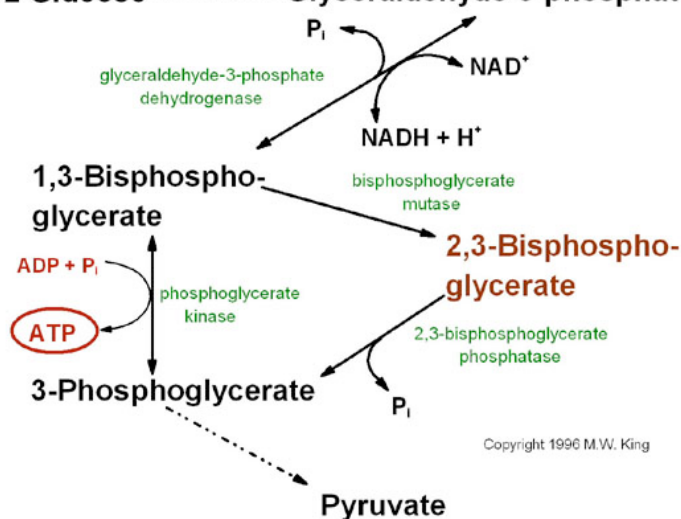 Pᵢ
NAD⁺
glyceraldehyde-3-phosphate
dehydrogenase
NADH + H⁺
1,3-Bisphospho-
glycerate
bisphosphoglycerate
mutase
2,3-Bisphospho-
glycerate
ADP + Pᵢ
phosphoglycerate
kinase
ATP
2,3-bisphosphoglycerate
phosphatase
3-Phosphoglycerate
Pᵢ
Copyright 1996 M.W. King
Pyruvate